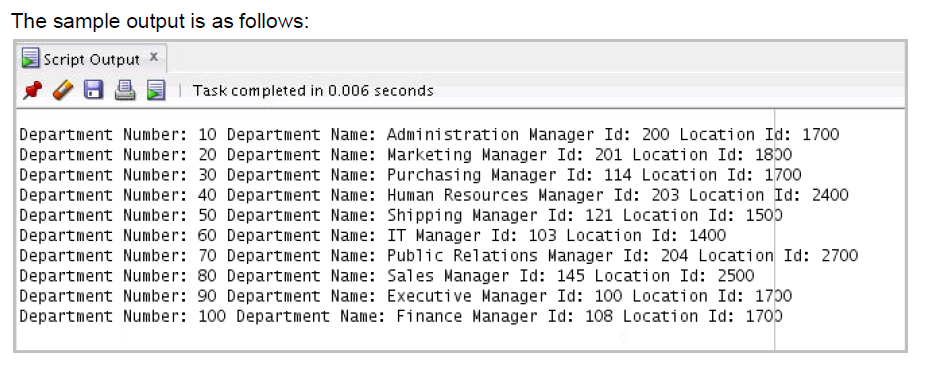 The sample output is as follows:
Script Output x
Task completed in 0.006 seconds
Department Number: 10 Department Name: Administration Manager Id: 200 Location Id: 1700
Department Number: 20 Department Name: Marketing Manager Id: 201 Location Id: 1800
Department Number: 30 Department Name: Purchasing Manager Id: 114 Location Id: 1700
Department Number: 40 Department Name: Human Resources Manager Id: 203 Location Id: 2400
Department Number: 50 Department Name: Shipping Manager Id: 121 Location Id: 1500
Department Number: 60 Department Name: IT Manager Id: 103 Location Id: 1400
Department Number: 70 Department Name: Public Relations Manager Id: 204 Location Id: 2700
Department Number: 80 Department Name: Sales Manager Id: 145 Location Id: 2500
Department Number: 90 Department Name: Executive Manager Id: 100 Location Id: 1700
Department Number: 100 Department Name: Finance Manager Id: 108 Location Id: 1700